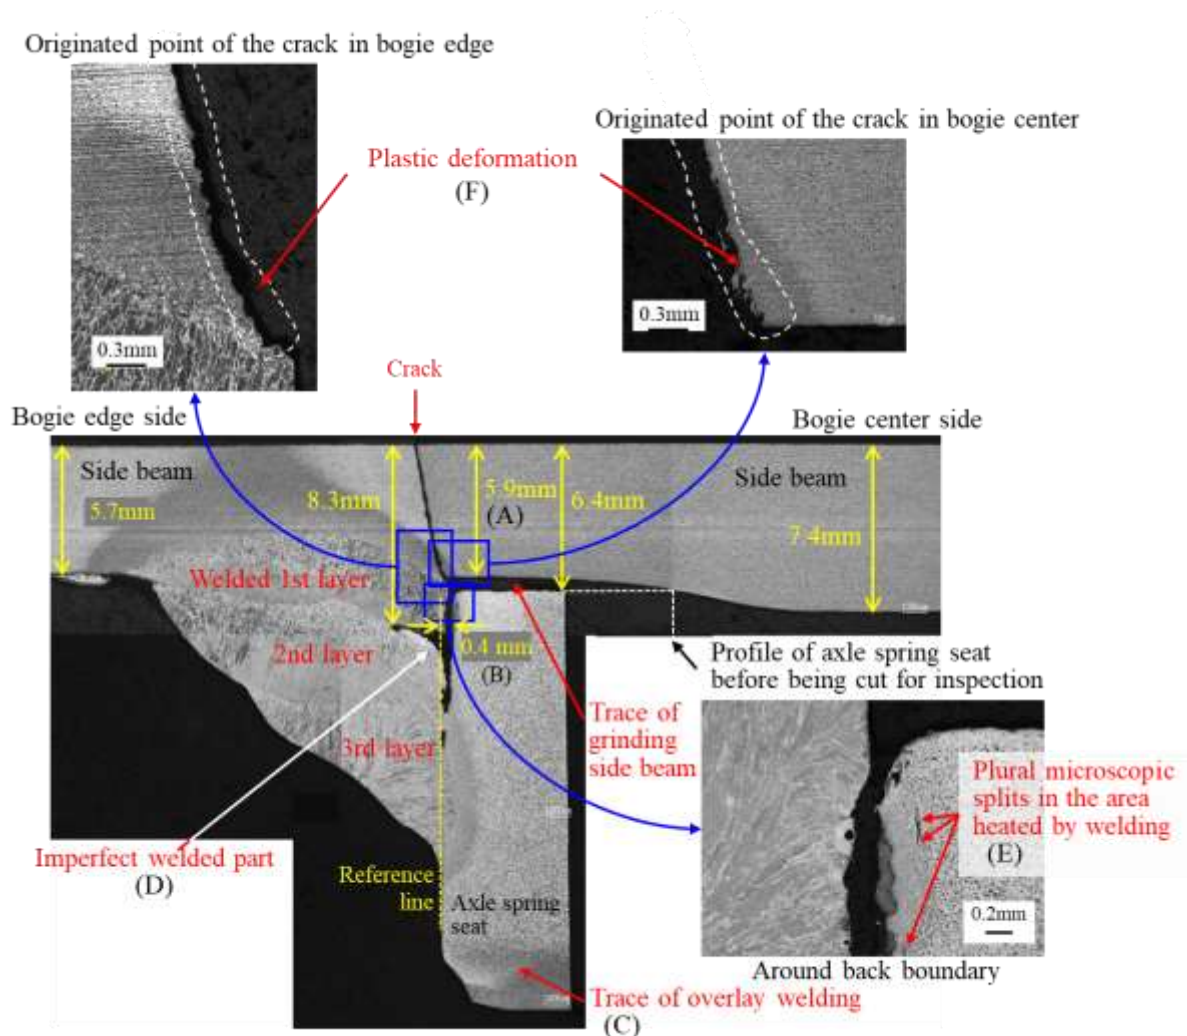 Originated point of the crack in bogie edge
Originated point of the crack in bogie center
Plastic deformation
(F)
0.3mm
0.3mm
Crack
Bogie edge side
Bogie center side
Side beam
5.7mm
8.3mm
5.9mm
(A)
6.4mm
Side beam
7.4mm
Welded 1st layer
2nd layer
0.4 mm
(B)
3rd layer
Profile of axle spring seat
before being cut for inspection
Trace of
grinding
side beam
Imperfect welded part
(D)
Reference
line
Axle spring
seat
Plural microscopic
splits in the area
heated by welding
(E)
0.2mm
Around back boundary
Trace of overlay welding
(C)